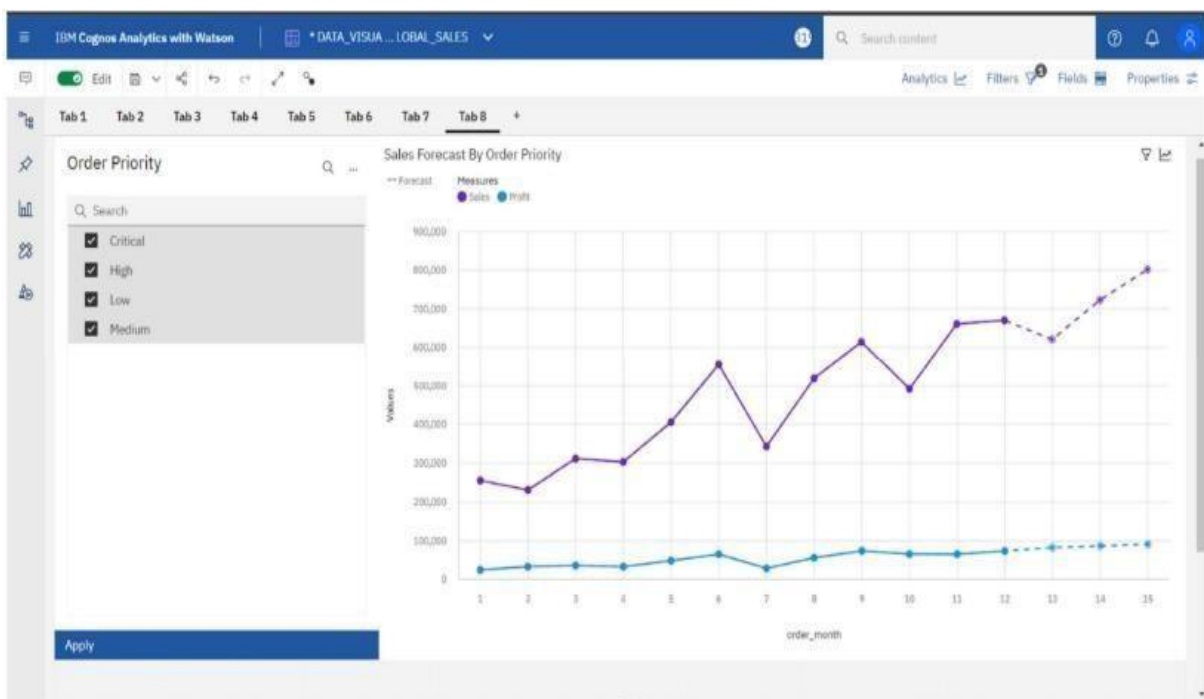 IBM Cognos Analytics with Watson
* DATA_VISUA ... LOBAL_SALES
Search content
Edit
Analytics
Filters
1
Fields
Properties
Tab 1 Tab 2 Tab 3 Tab 4 Tab 5 Tab 6 Tab 7 Tab 8 +
Order Priority
...
Search
Critical
High
Low
Medium
Apply
Sales Forecast By Order Priority
Forecast
Measures
Sales Profit
Values
900,000
800,000
700,000
600,000
500,000
400,000
300,000
200,000
100,000
0
1 2 3 4 5 6 7 8 9 10 11 12 13 14 15
order_month